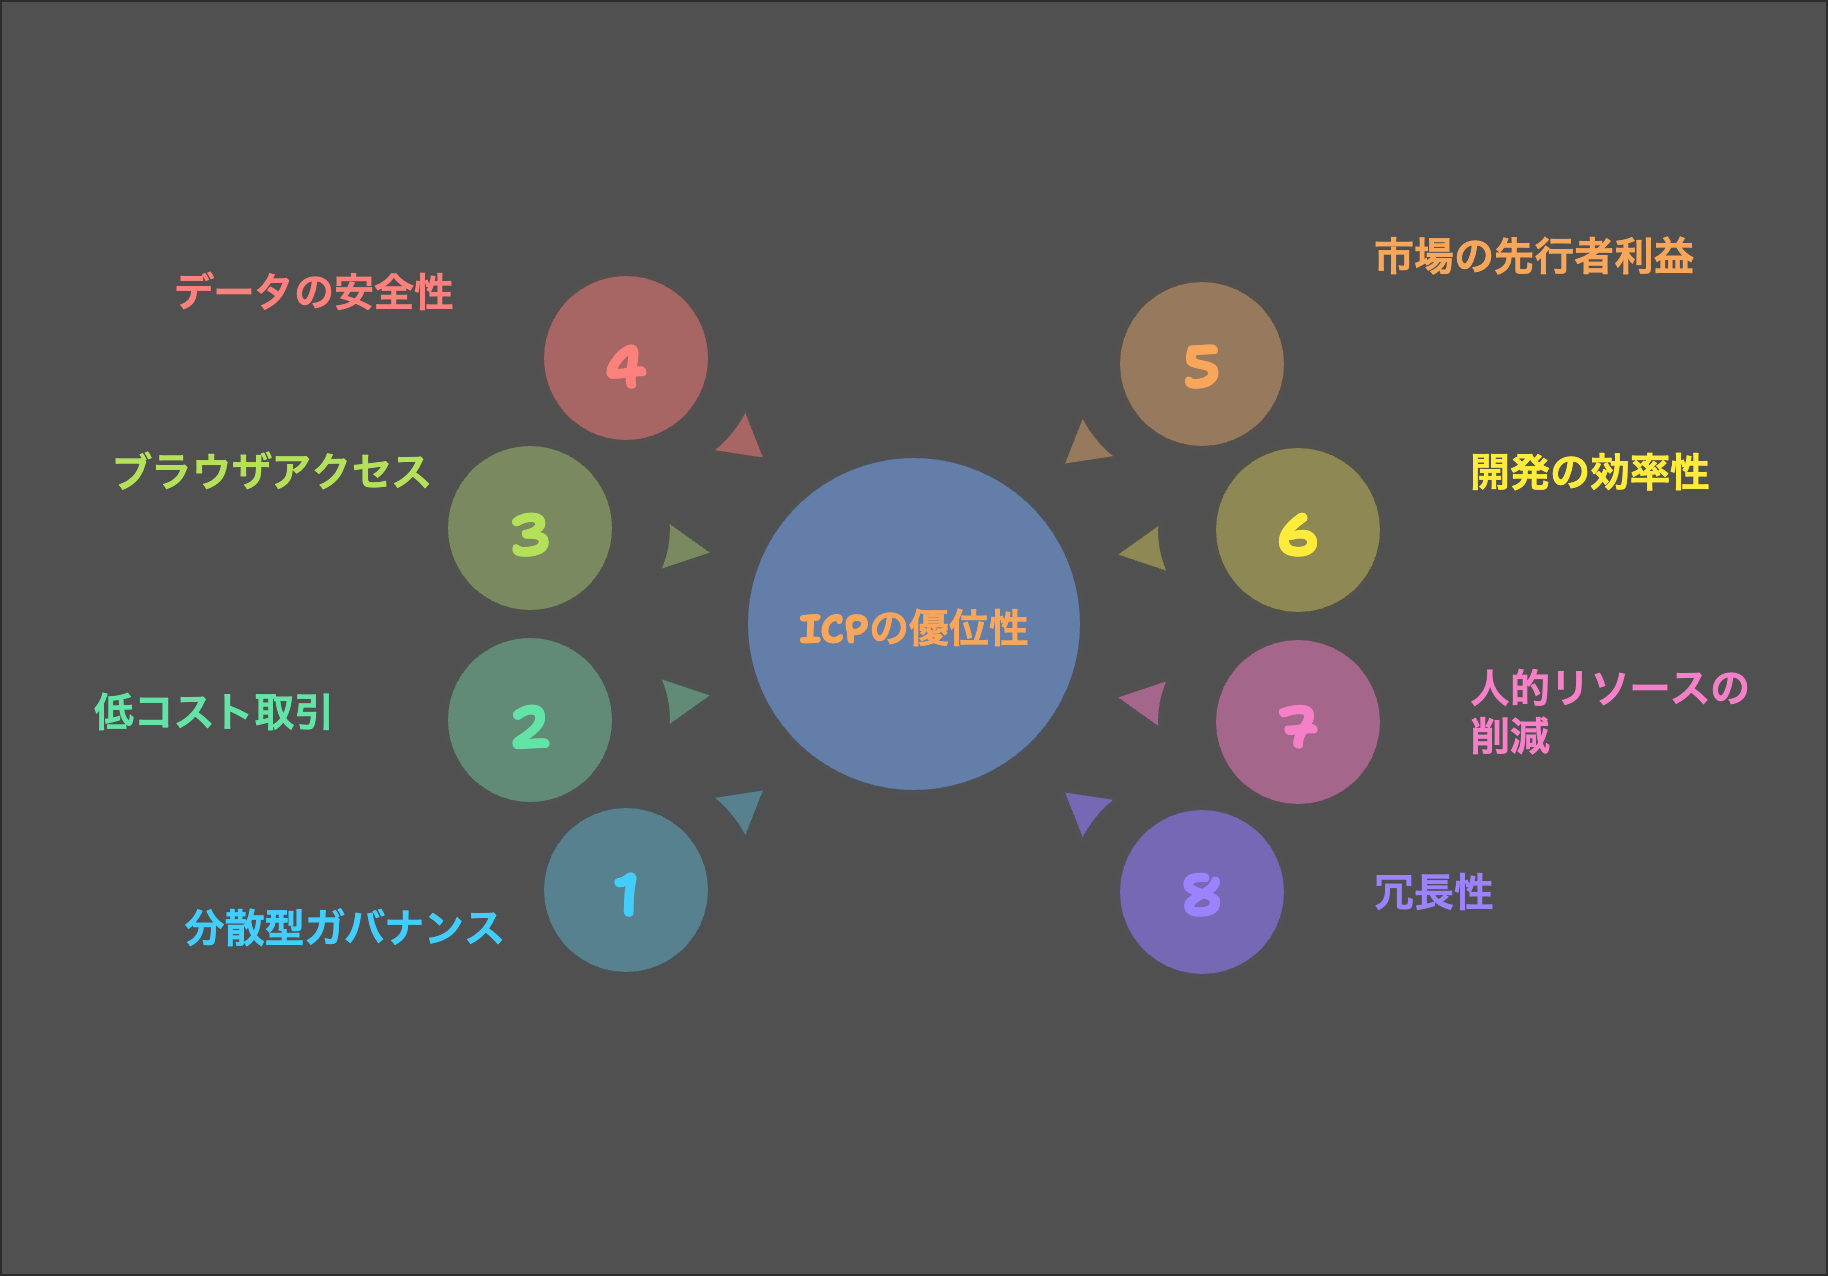 データの安全性
4
ブラウザアクセス
3
低コスト取引
2
分散型ガバナンス
1
ICPの優位性
市場の先行者利益
5
開発の効率性
6
人的リソースの
削減
7
冗長性
8